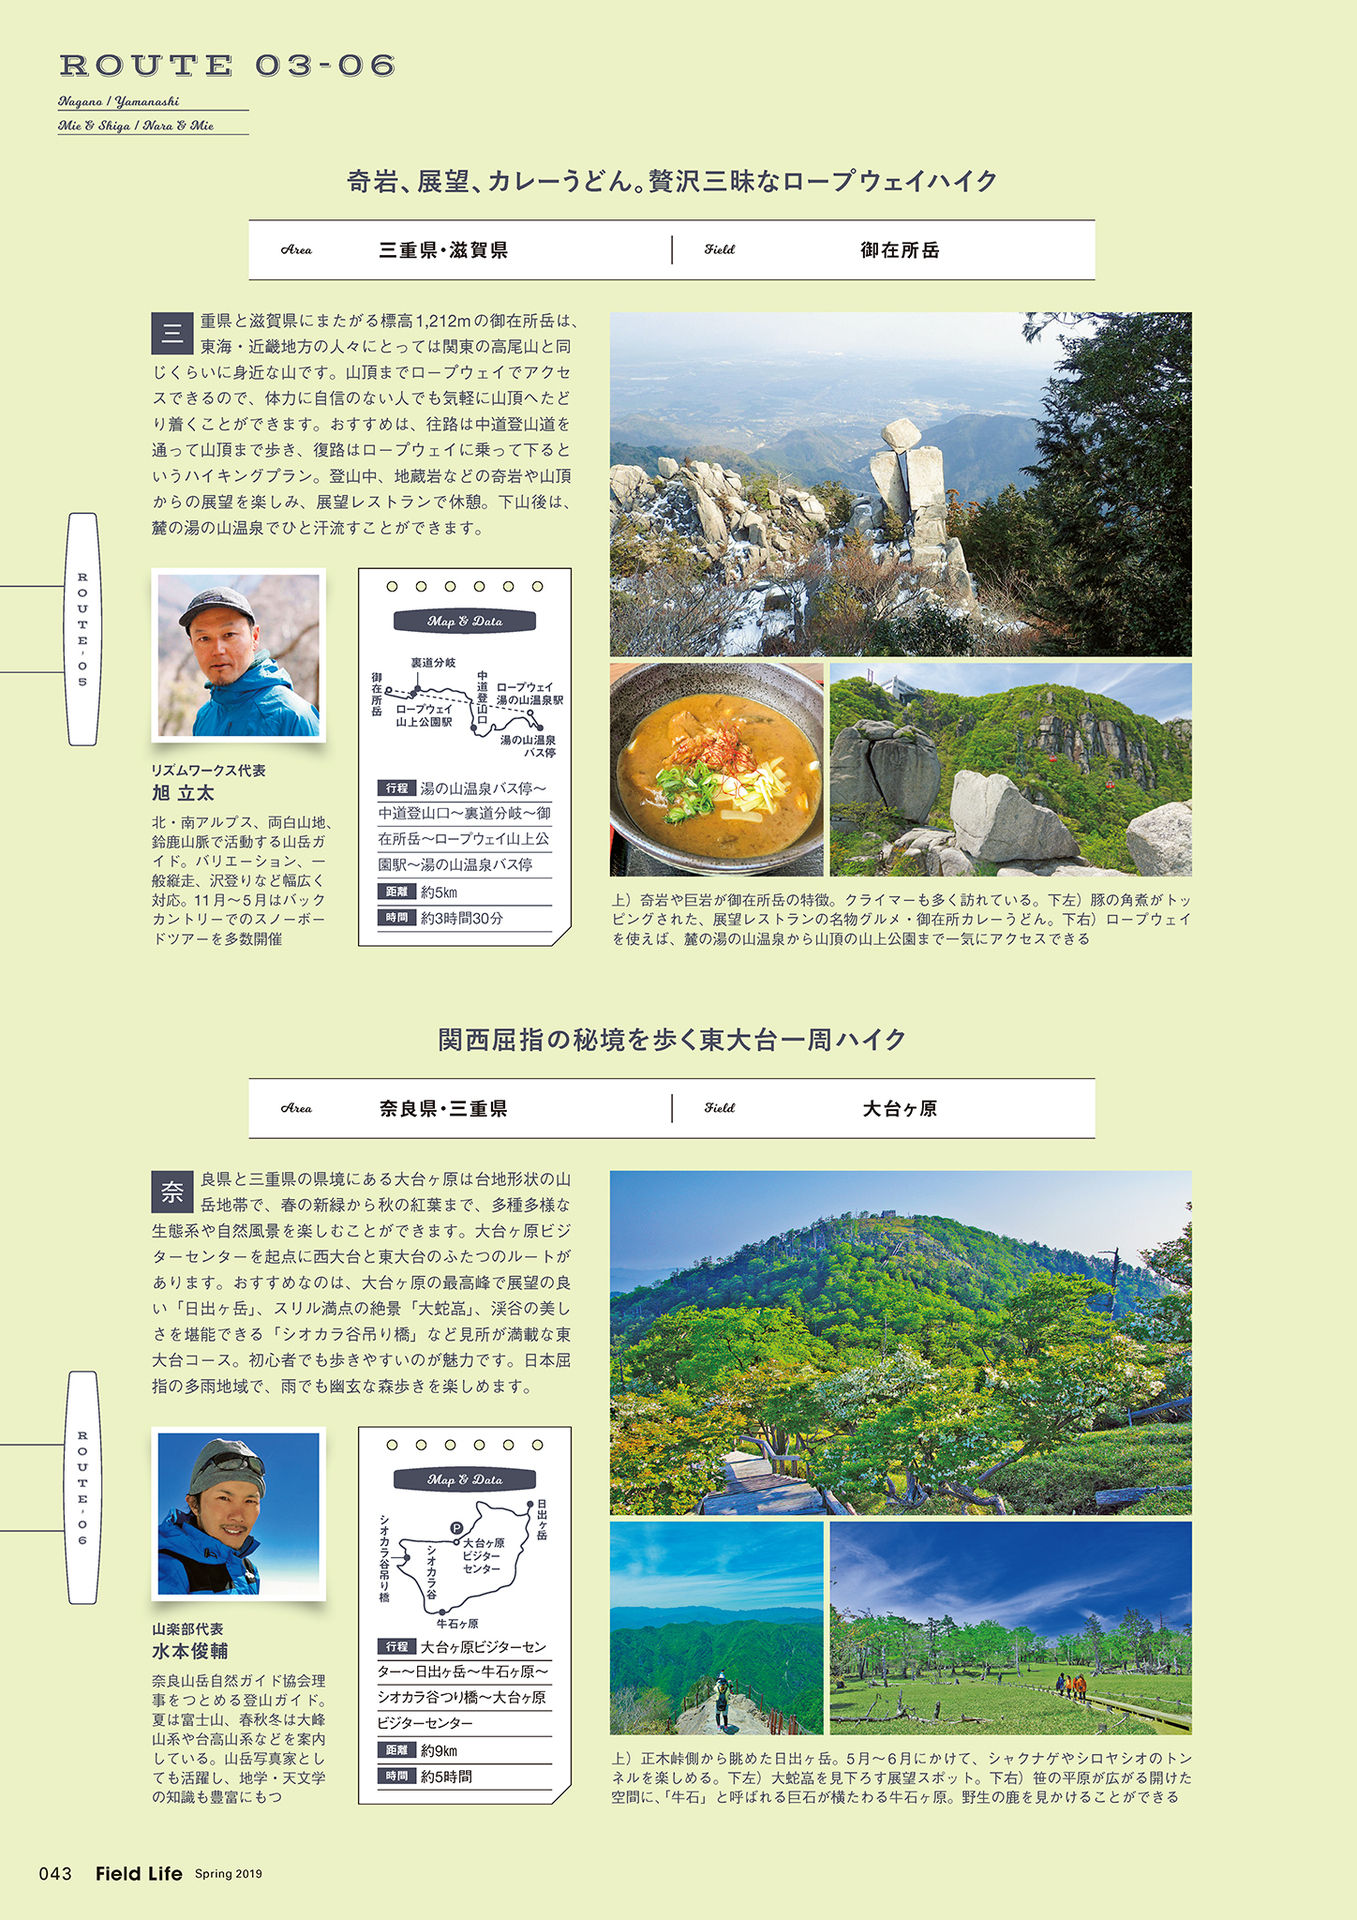 ROUTE 03-06
Nagano / Yamanashi
Mie & Shiga / Nara & Mie
奇岩、展望、カレーうどん。贅沢三昧なロープウェイハイク
Area 三重県・滋賀県 Field 御在所岳
三重県と滋賀県にまたがる標高1,212mの御在所岳は、
東海・近畿地方の人々にとっては関東の高尾山と同
じくらいに身近な山です。山頂までロープウェイでアクセ
スできるので、体力に自信のない人でも気軽に山頂へたど
り着くことができます。おすすめは、往路は中道登山道を
通って山頂まで歩き、復路はロープウェイに乗って下ると
いうハイキングプラン。登山中、地蔵岩などの奇岩や山頂
からの展望を楽しみ、展望レストランで休憩。下山後は、
麓の湯の山温泉でひと汗流すことができます。
ROUTE-05
リズムワークス代表
旭 立太
北・南アルプス、両白山地、
鈴鹿山脈で活動する山岳ガ
イド。バリエーション、一
般縦走、沢登りなど幅広く
対応。11月〜5月はバック
カントリーでのスノーボー
ドツアーを多数開催
Map & Data
御在所岳
裏道分岐
ロープウェイ
山上公園駅
中道登山口
ロープウェイ
湯の山温泉駅
湯の山温泉
バス停
行程 湯の山温泉バス停〜
中道登山口〜裏道分岐〜御
在所岳〜ロープウェイ山上公
園駅〜湯の山温泉バス停
距離 約5km
時間 約3時間30分
上）奇岩や巨岩が御在所岳の特徴。クライマーも多く訪れている。下左）豚の角煮がトッ
ピングされた、展望レストランの名物グルメ・御在所カレーうどん。下右）ロープウェイ
を使えば、麓の湯の山温泉から山頂の山上公園まで一気にアクセスできる
関西屈指の秘境を歩く東大台一周ハイク
Area 奈良県・三重県 Field 大台ヶ原
奈良県と三重県の県境にある大台ヶ原は台地形状の山
岳地帯で、春の新緑から秋の紅葉まで、多種多様な
生態系や自然風景を楽しむことができます。大台ヶ原ビジ
ターセンターを起点に西大台と東大台のふたつのルートが
あります。おすすめなのは、大台ヶ原の最高峰で展望の良
い「日出ヶ岳」、スリル満点の絶景「大蛇嵓」、渓谷の美し
さを堪能できる「シオカラ谷吊り橋」など見所が満載な東
大台コース。初心者でも歩きやすいのが魅力です。日本屈
指の多雨地域で、雨でも幽玄な森歩きを楽しめます。
ROUTE-06
山楽部代表
水本俊輔
奈良山岳自然ガイド協会理
事をつとめる登山ガイド。
夏は富士山、春秋冬は大峰
山系や台高山系などを案内
している。山岳写真家とし
ても活躍し、地学・天文学
の知識も豊富にもつ
Map & Data
シオカラ谷吊り橋
P
大台ヶ原
ビジター
センター
シオカラ谷
日出ヶ岳
牛石ヶ原
行程 大台ヶ原ビジターセン
ター〜日出ヶ岳〜牛石ヶ原〜
シオカラ谷つり橋〜大台ヶ原
ビジターセンター
距離 約9km
時間 約5時間
上）正木峠側から眺めた日出ヶ岳。5月〜6月にかけて、シャクナゲやシロヤシオのトン
ネルを楽しめる。下左）大蛇嵓を見下ろす展望スポット。下右）笹の平原が広がる開けた
空間に、「牛石」と呼ばれる巨石が横たわる牛石ヶ原。野生の鹿を見かけることができる
043 Field Life Spring 2019